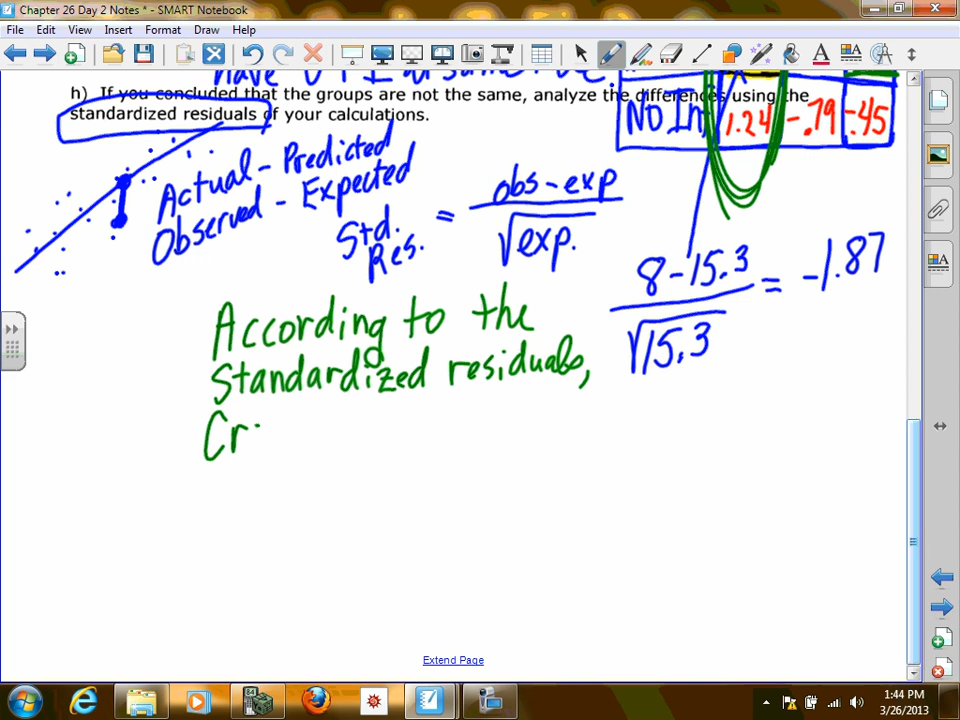 Chapter 26 Day 2 Notes * - SMART Notebook
File Edit View Insert Format Draw Help
h) If you concluded that the groups are not the same, analyze the differences using the
standardized residuals of your calculations.
NO In 1.24 -.79 -.45
Actual - Predicted
Observed - Expected
Std. Res. = obs - exp
√exp.
8 - 15.3 = -1.87
√15.3
According to the
Standardized residuals,
Cr
Extend Page
1:44 PM
3/26/2013